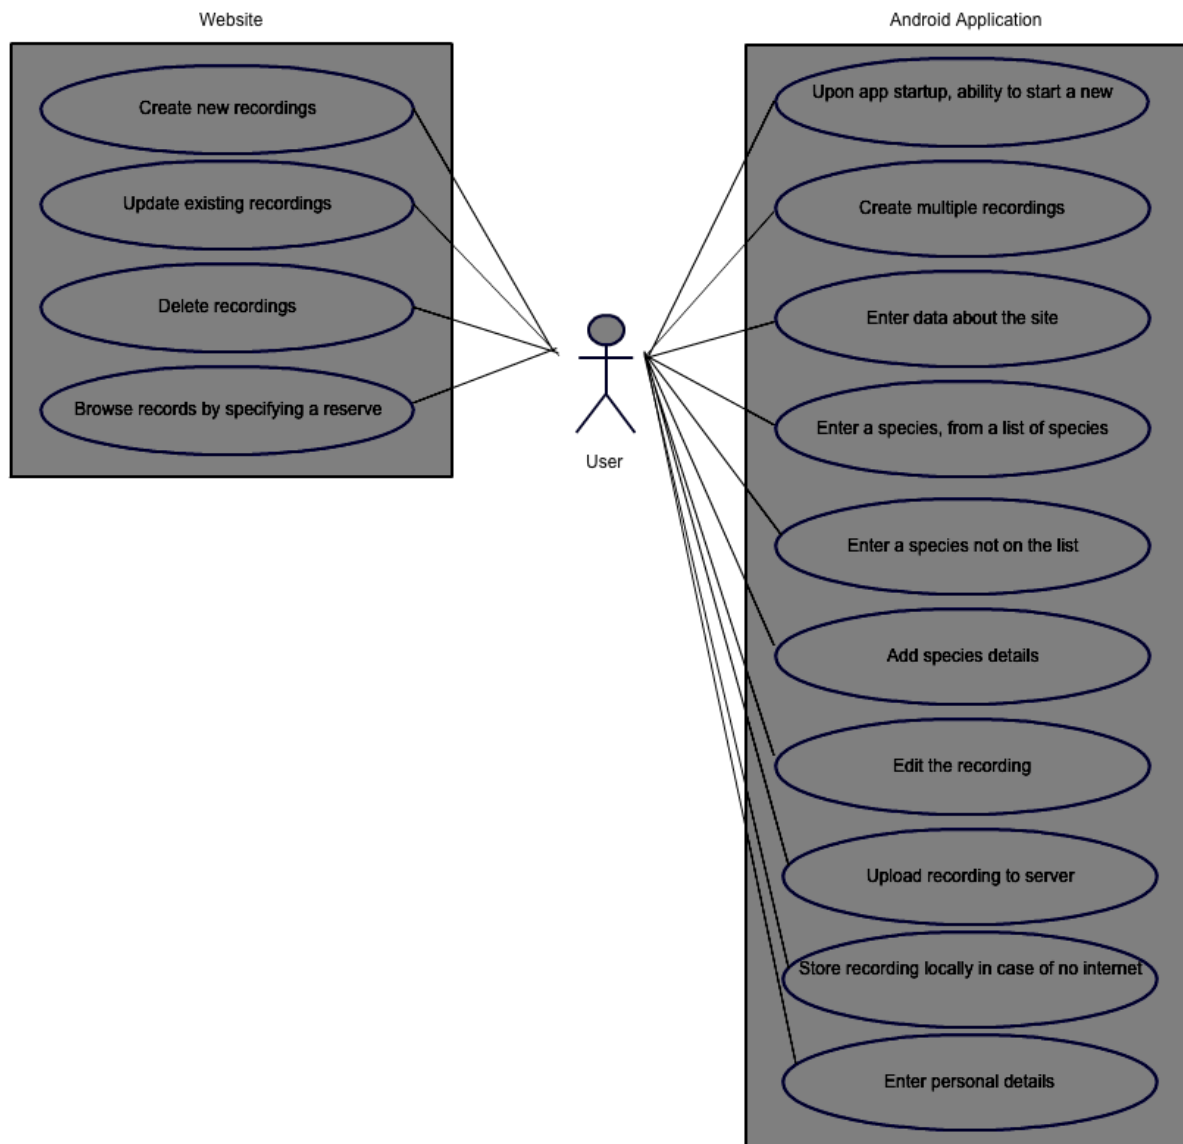 Website
Create new recordings
Update existing recordings
Delete recordings
Browse records by specifying a reserve
User
Android Application
Upon app startup, ability to start a new
Create multiple recordings
Enter data about the site
Enter a species, from a list of species
Enter a species not on the list
Add species details
Edit the recording
Upload recording to server
Store recording locally in case of no internet
Enter personal details